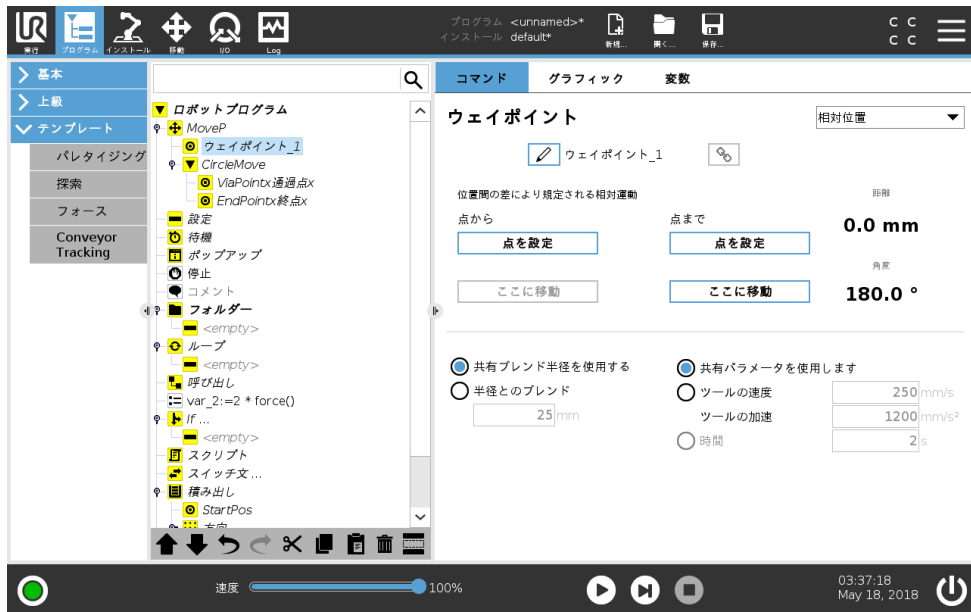 プログラム <unnamed>*
インストール default*
新規...
開く...
保存...
C C
C C
実行
プログラム
インストール
移動
I/O
Log
基本
上級
テンプレート
パレタイジング
探索
フォース
Conveyor
Tracking
ロボットプログラム
MoveP
ウェイポイント_1
CircleMove
ViaPointx通過点x
EndPointx終点x
設定
待機
ポップアップ
停止
コメント
フォルダー
<empty>
ループ
<empty>
呼び出し
var_2:=2 * force()
If ...
<empty>
スクリプト
スイッチ文 ...
積み出し
StartPos
方向
コマンド
グラフィック
変数
ウェイポイント
相対位置
ウェイポイント_1
位置間の差により規定される相対運動
点から
点を設定
ここに移動
点まで
点を設定
ここに移動
距離
0.0 mm
角度
180.0 °
共有ブレンド半径を使用する
半径とのブレンド
25 mm
共有パラメータを使用します
ツールの速度 250 mm/s
ツールの加速 1200 mm/s²
時間 2 s
速度 100%
03:37:18
May 18, 2018